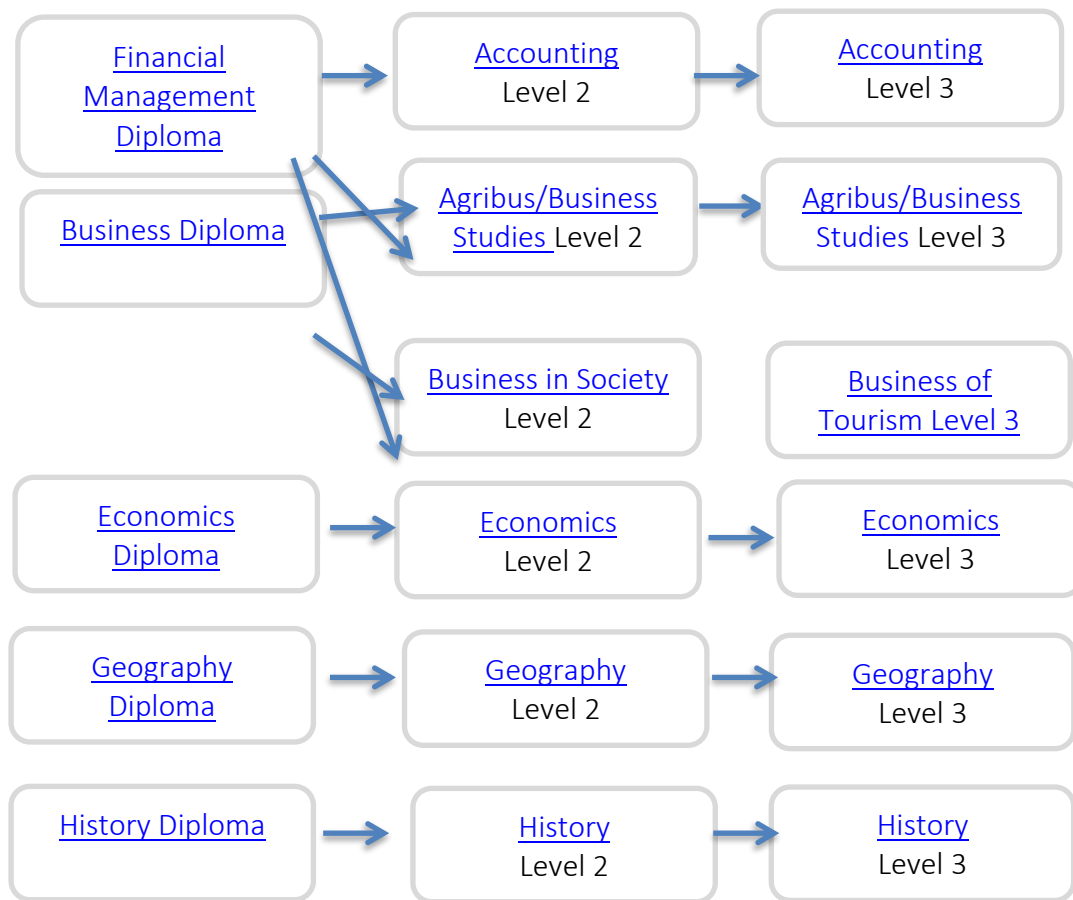 Financial
Management
Diploma
Accounting
Level 2
Accounting
Level 3
Business Diploma
Agribus/Business
Studies Level 2
Agribus/Business
Studies Level 3
Business in Society
Level 2
Business of
Tourism Level 3
Economics
Diploma
Economics
Level 2
Economics
Level 3
Geography
Diploma
Geography
Level 2
Geography
Level 3
History Diploma
History
Level 2
History
Level 3